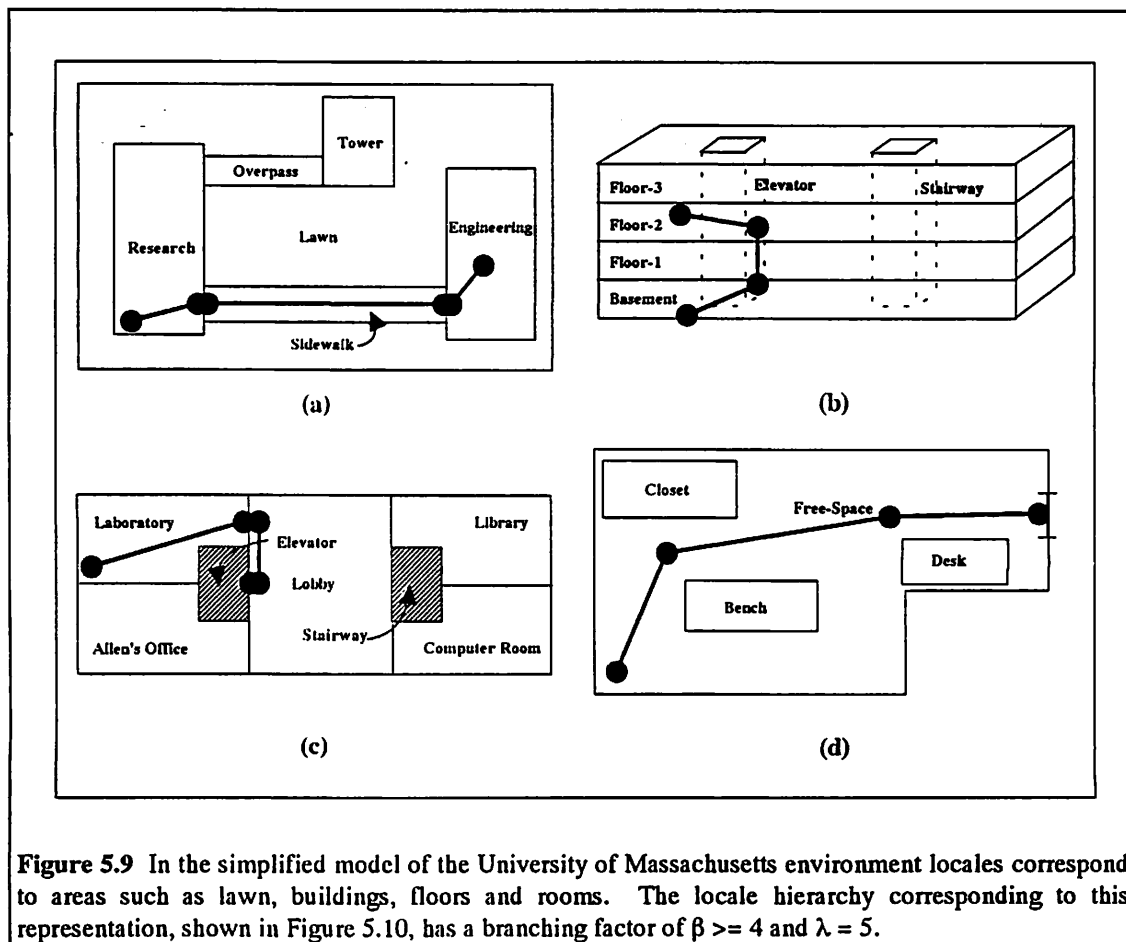 Tower
Overpass
Research
Lawn
Engineering
Sidewalk
(a)
Floor-3
Elevator
Stairway
Floor-2
Floor-1
Basement
(b)
Laboratory
Library
Elevator
Lobby
Stairway
Allen's Office
Computer Room
(c)
Closet
Free-Space
Desk
Bench
(d)
Figure 5.9 In the simplified model of the University of Massachusetts environment locales correspond
to areas such as lawn, buildings, floors and rooms. The locale hierarchy corresponding to this
representation, shown in Figure 5.10, has a branching factor of β >= 4 and λ = 5.